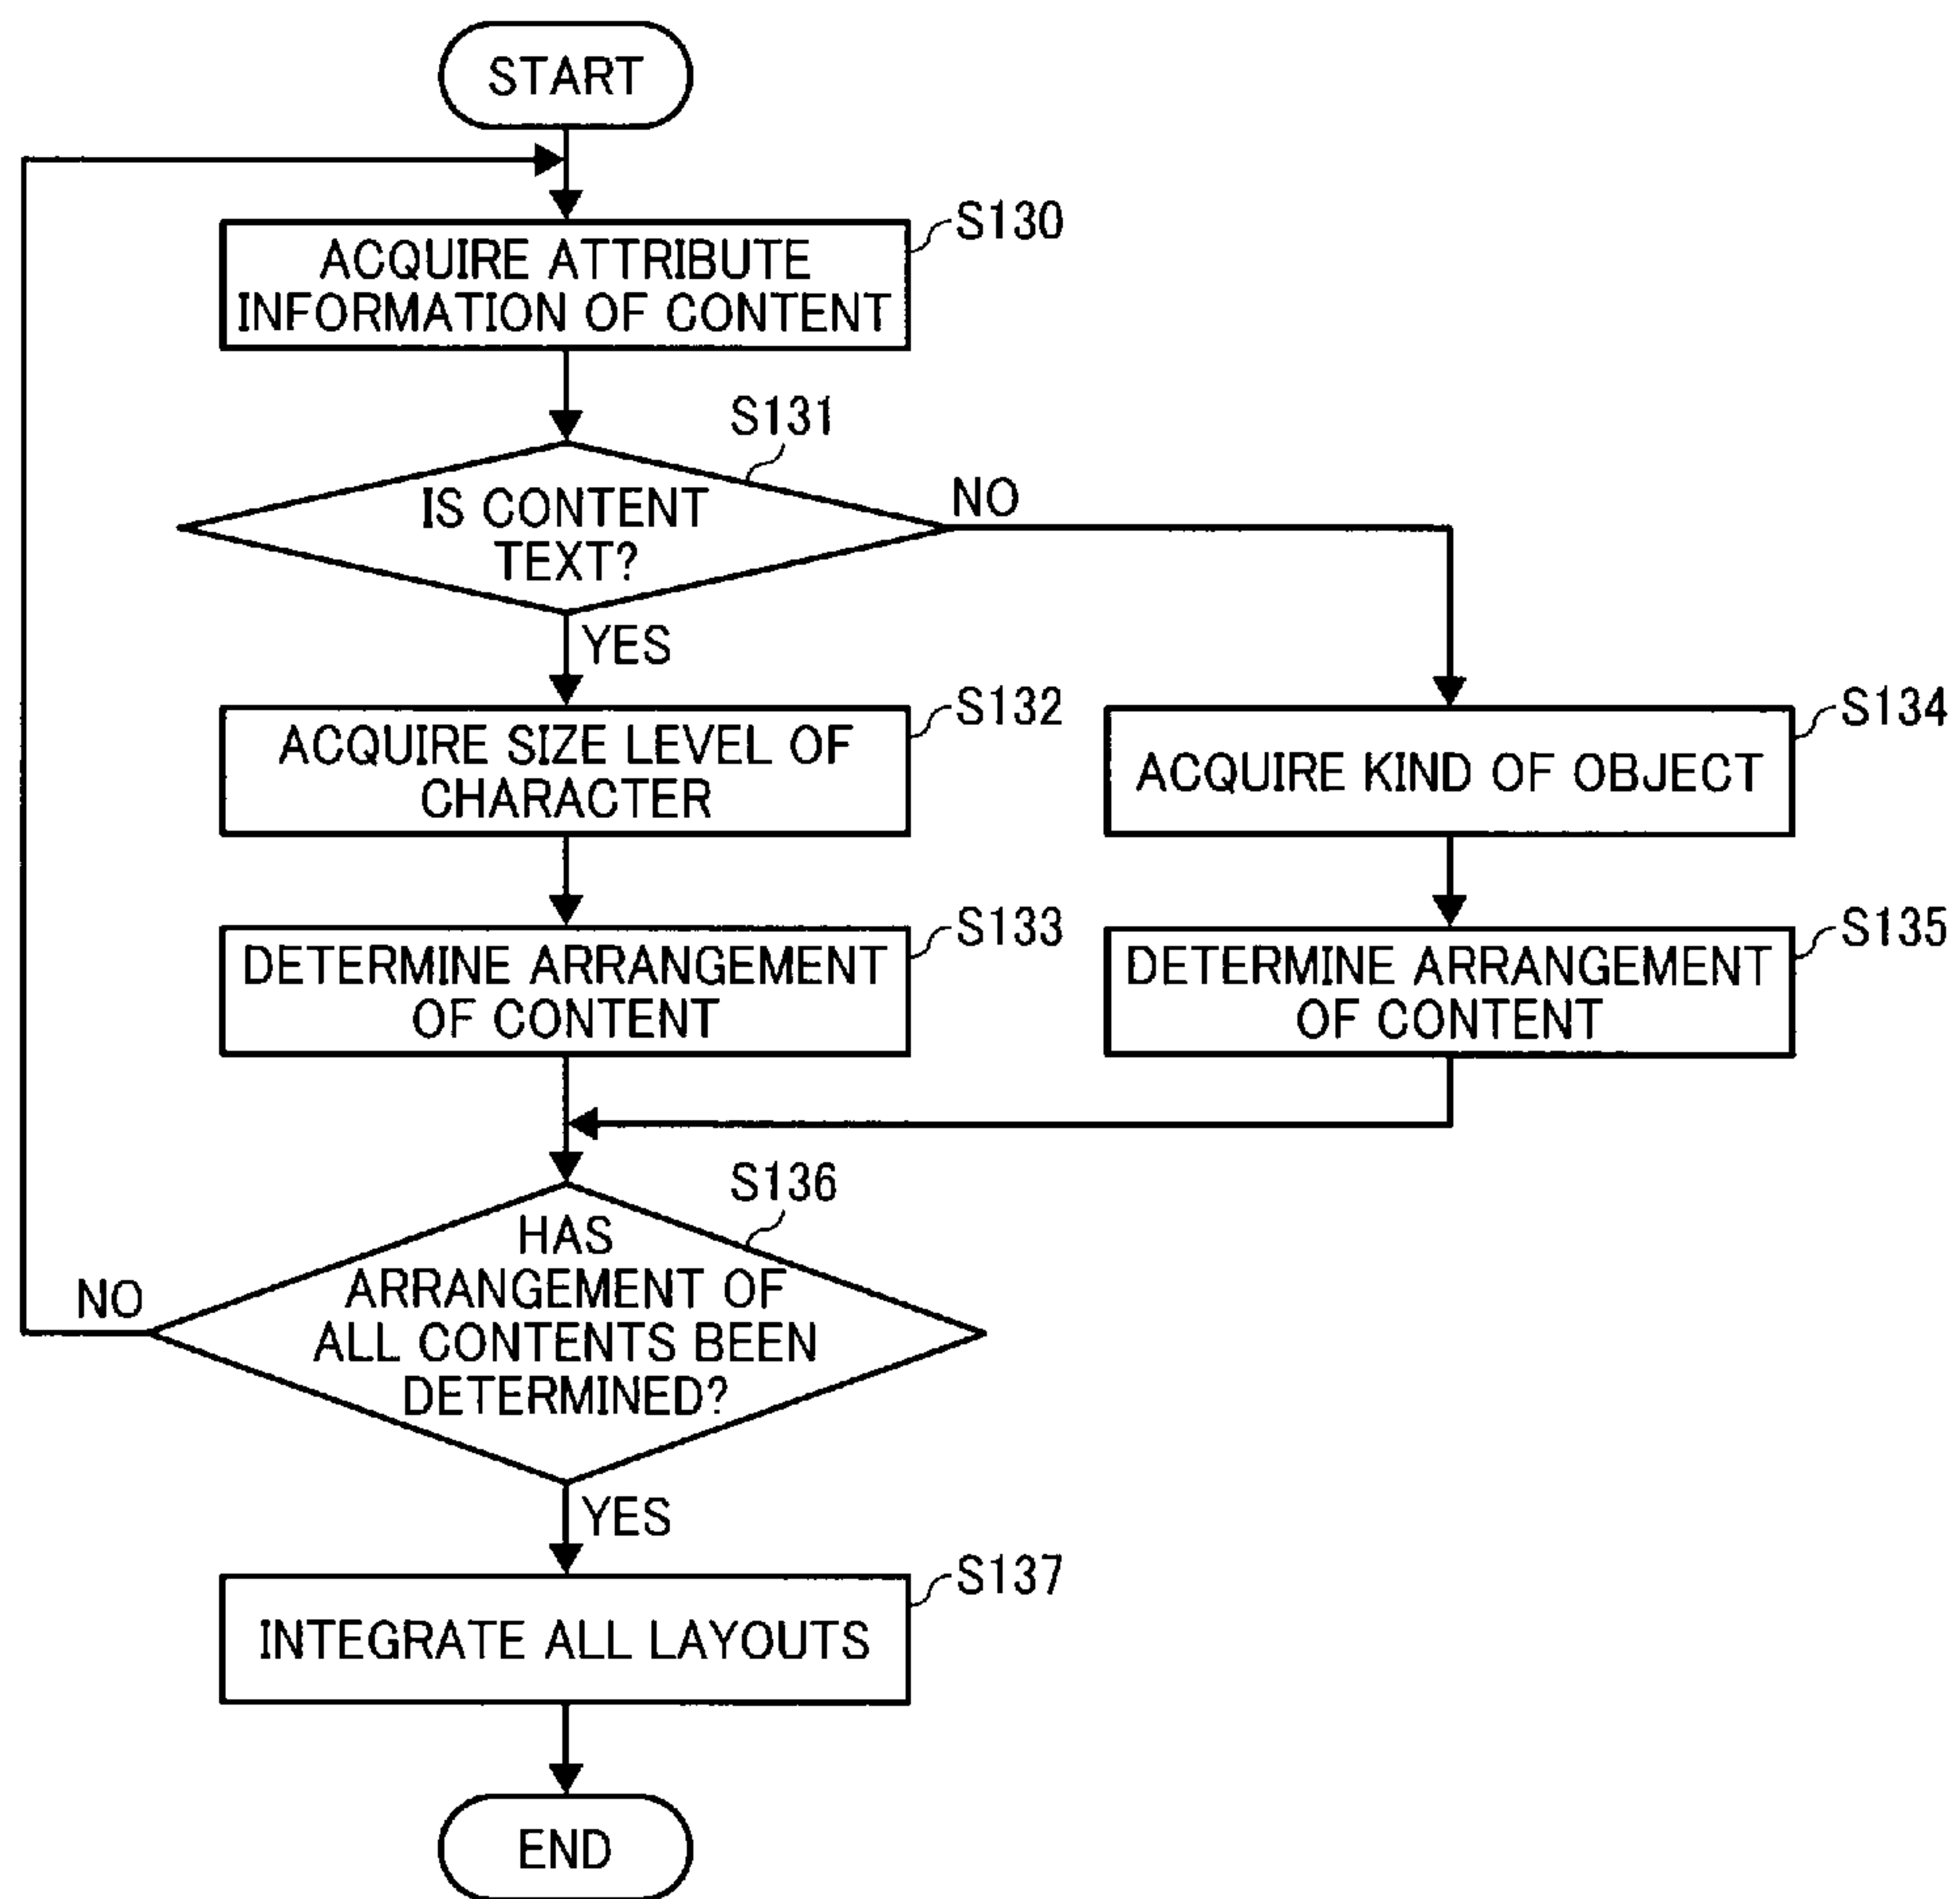 START
S130
ACQUIRE ATTRIBUTE
INFORMATION OF CONTENT
S131
IS CONTENT
TEXT?
NO
YES
S132
ACQUIRE SIZE LEVEL OF
CHARACTER
S134
ACQUIRE KIND OF OBJECT
S133
DETERMINE ARRANGEMENT
OF CONTENT
S135
DETERMINE ARRANGEMENT
OF CONTENT
S136
HAS
ARRANGEMENT OF
ALL CONTENTS BEEN
DETERMINED?
NO
YES
S137
INTEGRATE ALL LAYOUTS
END